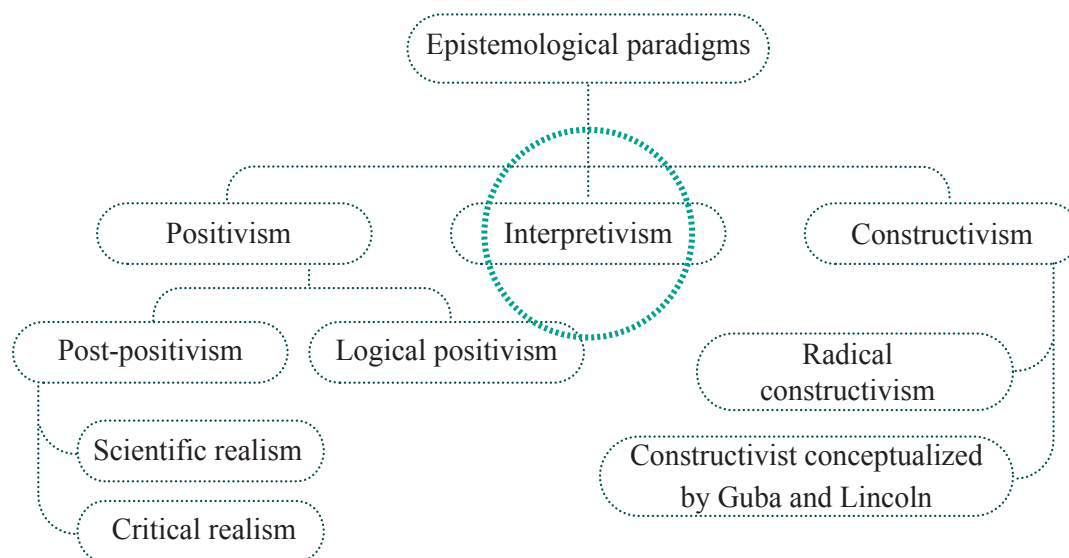 Epistemological paradigms
Positivism
Interpretivism
Constructivism
Post-positivism
Logical positivism
Radical
constructivism
Scientific realism
Constructivist conceptualized
by Guba and Lincoln
Critical realism